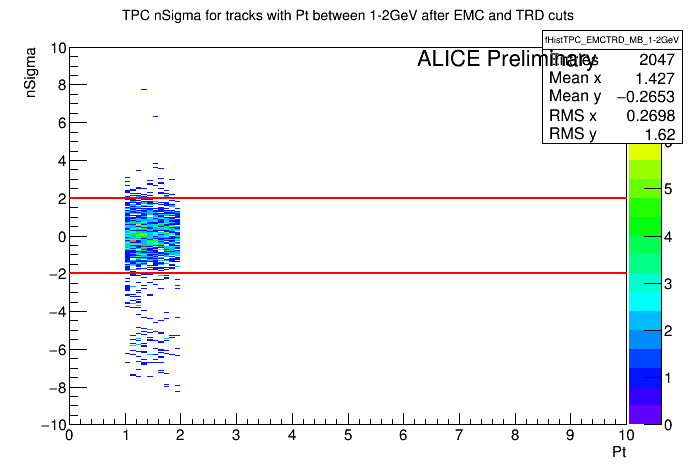 TPC nSigma for tracks with Pt between 1-2GeV after EMC and TRD cuts
fHistTPC_EMCTRD_MB_1-2GeV
ALICE Preliminary
Entries 2047
Mean x 1.427
Mean y −0.2653
RMS x 0.2698
RMS y 1.62
nSigma
10
8
6
4
2
0
−2
−4
−6
−8
−10
0 1 2 3 4 5 6 7 8 9 10
Pt
5
4
3
2
1
0